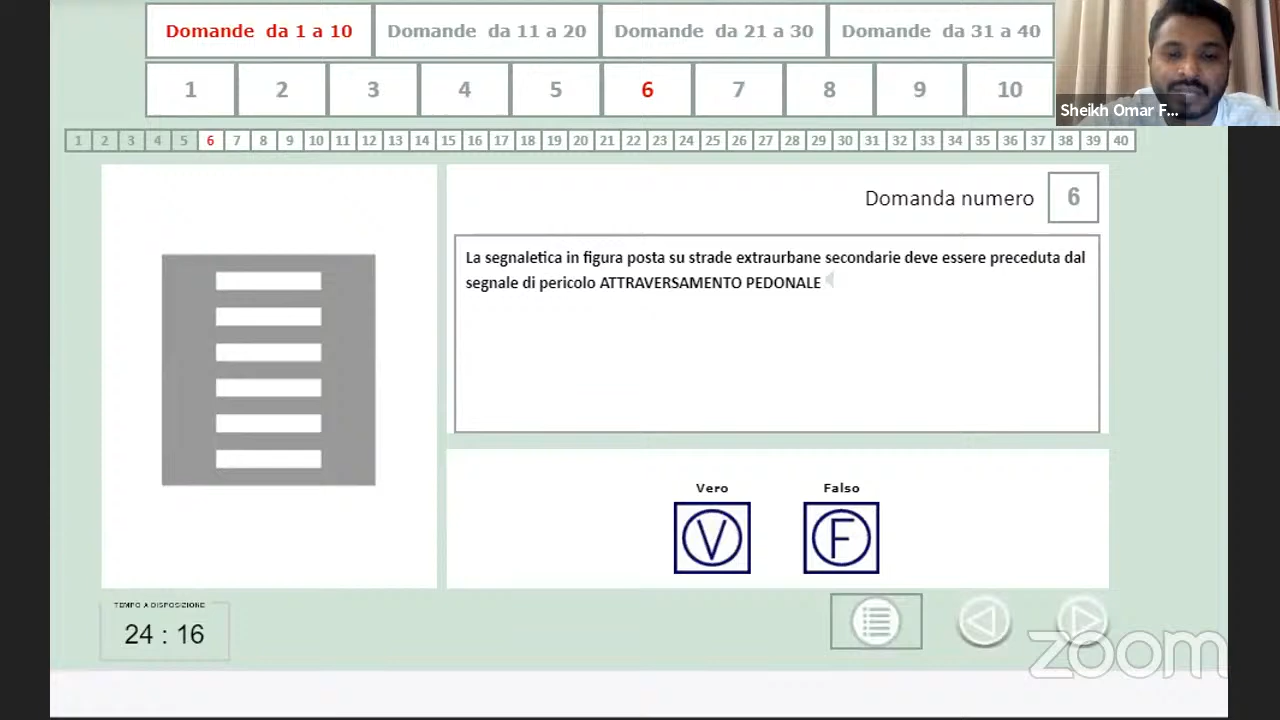 Domande da 1 a 10 Domande da 11 a 20 Domande da 21 a 30 Domande da 31 a 40
1 2 3 4 5 6 7 8 9 10
Sheikh Omar F...
1 2 3 4 5 6 7 8 9 10 11 12 13 14 15 16 17 18 19 20 21 22 23 24 25 26 27 28 29 30 31 32 33 34 35 36 37 38 39 40
Domanda numero 6
La segnaletica in figura posta su strade extraurbane secondarie deve essere preceduta dal
segnale di pericolo ATTRAVERSAMENTO PEDONALE
Vero Falso
V F
TEMPO A DISPOSIZIONE
24 : 16
zoom